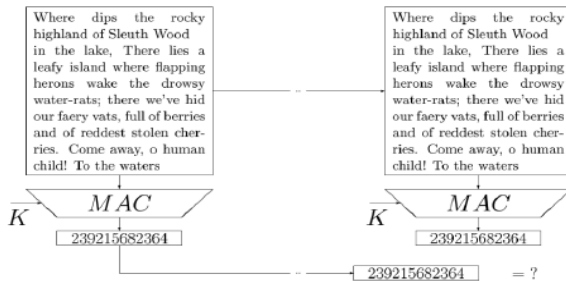 Where dips the rocky
highland of Sleuth Wood
in the lake, There lies a
leafy island where flapping
herons wake the drowsy
water-rats; there we've hid
our faery vats, full of berries
and of reddest stolen cher-
ries. Come away, o human
child! To the waters
Where dips the rocky
highland of Sleuth Wood
in the lake, There lies a
leafy island where flapping
herons wake the drowsy
water-rats; there we've hid
our faery vats, full of berries
and of reddest stolen cher-
ries. Come away, o human
child! To the waters
K
MAC
K
MAC
239215682364
239215682364
239215682364
= ?